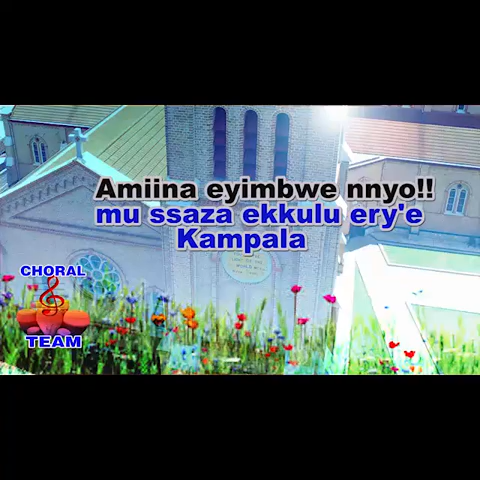 Amiina eyimbwe nnyo!!
mu ssaza ekkulu ery'e
Kampala
CHORAL
TEAM